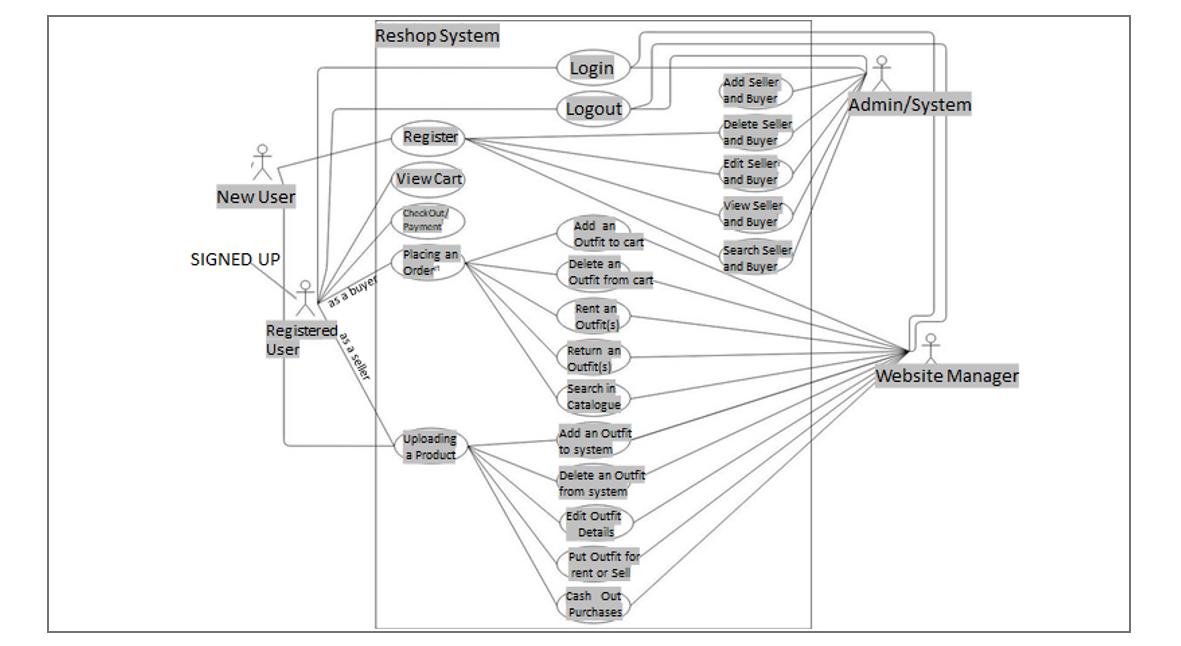 Reshop System
Login
Logout
Register
View Cart
CheckOut/
Payment
Placing an
Order
Uploading
a Product
New User
SIGNED UP
Registered
User
as a buyer
as a seller
Add Seller
and Buyer
Delete Seller
and Buyer
Edit Seller
and Buyer
View Seller
and Buyer
Search Seller
and Buyer
Admin/System
Add an
Outfit to cart
Delete an
Outfit from cart
Rent an
Outfit(s)
Return an
Outfit(s)
Search in
Catalogue
Add an Outfit
to system
Delete an Outfit
from system
Edit Outfit
Details
Put Outfit for
rent or Sell
Cash Out
Purchases
Website Manager